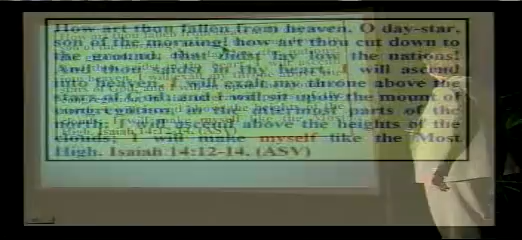 How art thou fallen from heaven, O day-star,
son of the morning! how art thou cut down to
the ground, that didst lay low the nations!
And thou saidst in thy heart, I will ascend
into heaven, I will exalt my throne above the
stars of God; and I will sit upon the mount of
congregation, in the uttermost parts of the
north; I will ascend above the heights of the
clouds; I will make myself like the Most
High. Isaiah 14:12-14. (ASV)